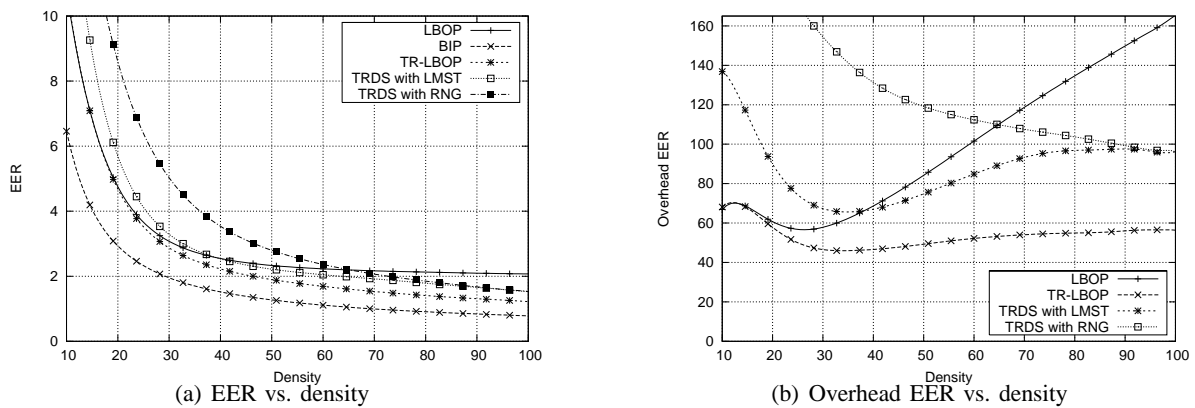 10
8
6
4
2
0
EER
10 20 30 40 50 60 70 80 90 100
Density
LBOP
BIP
TR-LBOP
TRDS with LMST
TRDS with RNG
(a) EER vs. density
160
140
120
100
80
60
40
20
0
Overhead EER
10 20 30 40 50 60 70 80 90 100
Density
LBOP
TR-LBOP
TRDS with LMST
TRDS with RNG
(b) Overhead EER vs. density